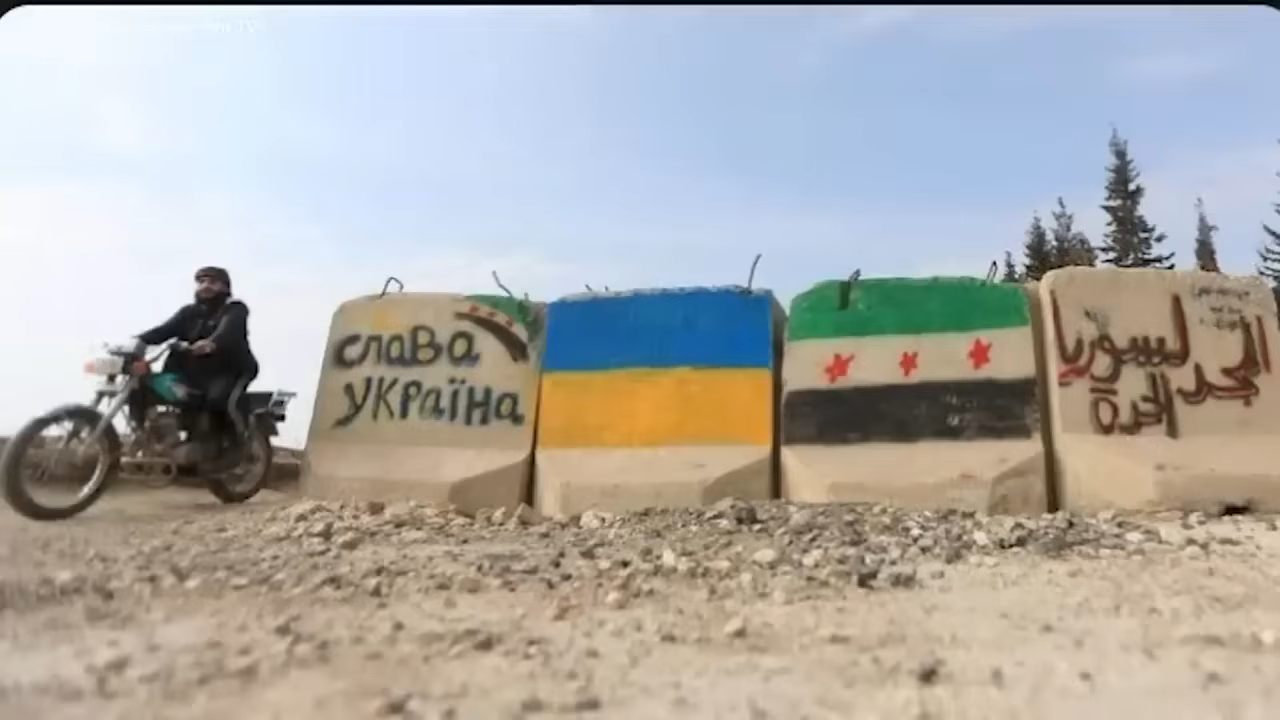 слава
україна
المجد لسوريا
الحرة